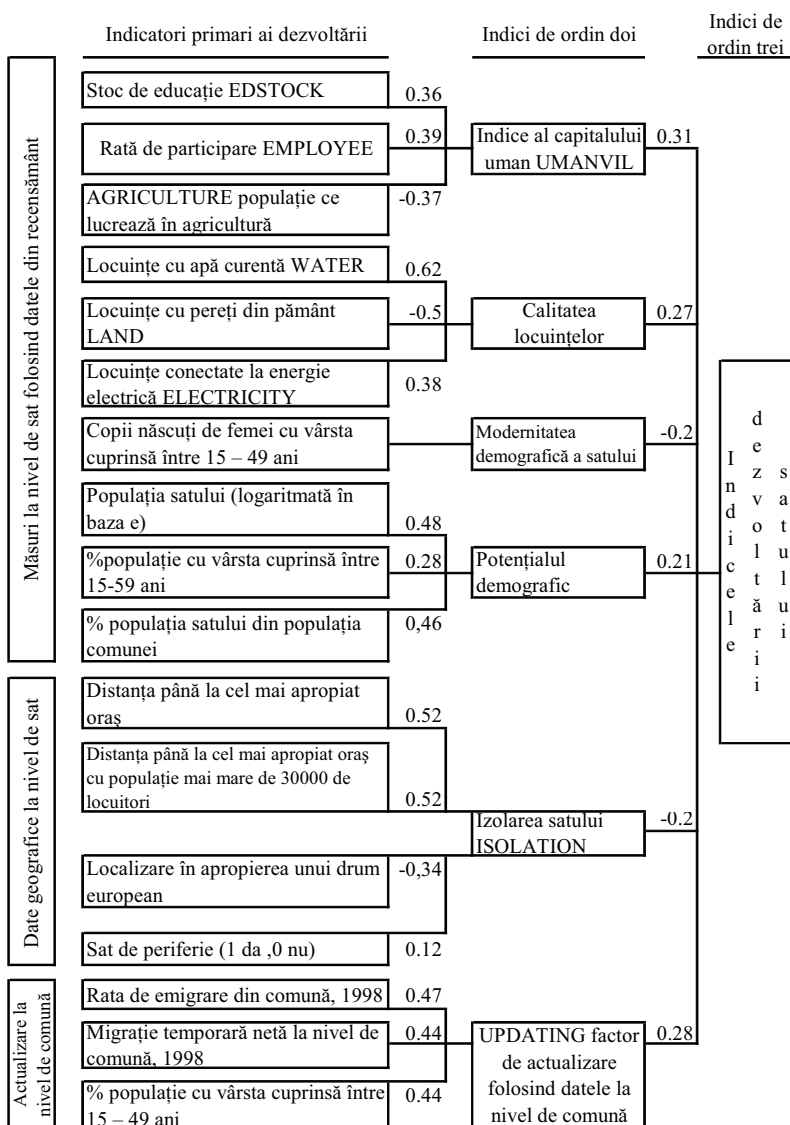 Indicatori primari ai dezvoltării
Indici de ordin doi
Indici de
ordin trei
Măsuri la nivel de sat folosind datele din recensământ
Stoc de educație EDSTOCK
0.36
Rată de participare EMPLOYEE
0.39
AGRICULTURE populație ce
lucrează în agricultură
-0.37
Indice al capitalului
uman UMANVIL
0.31
Locuințe cu apă curentă WATER
0.62
Locuințe cu pereți din pământ
LAND
-0.5
Locuințe conectate la energie
electrică ELECTRICITY
0.38
Calitatea
locuințelor
0.27
Copii născuți de femei cu vârsta
cuprinsă între 15 – 49 ani
Modernitatea
demografică a satului
-0.2
Populația satului (logaritmată în
baza e)
0.48
%populație cu vârsta cuprinsă între
15-59 ani
0.28
% populația satului din populația
comunei
0,46
Potențialul
demografic
0.21
Indicele
dezvoltării
satului
Date geografice la nivel de sat
Distanța până la cel mai apropiat
oraş
0.52
Distanța până la cel mai apropiat oraş
cu populație mai mare de 30000 de
locuitori
0.52
Localizare în apropierea unui drum
european
-0,34
Sat de periferie (1 da ,0 nu)
0.12
Izolarea satului
ISOLATION
-0.2
Actualizare la
nivel de comună
Rata de emigrare din comună, 1998
0.47
Migrație temporară netă la nivel de
comună, 1998
0.44
% populație cu vârsta cuprinsă între
15 – 49 ani
0.44
UPDATING factor
de actualizare
folosind datele la
nivel de comună
0.28